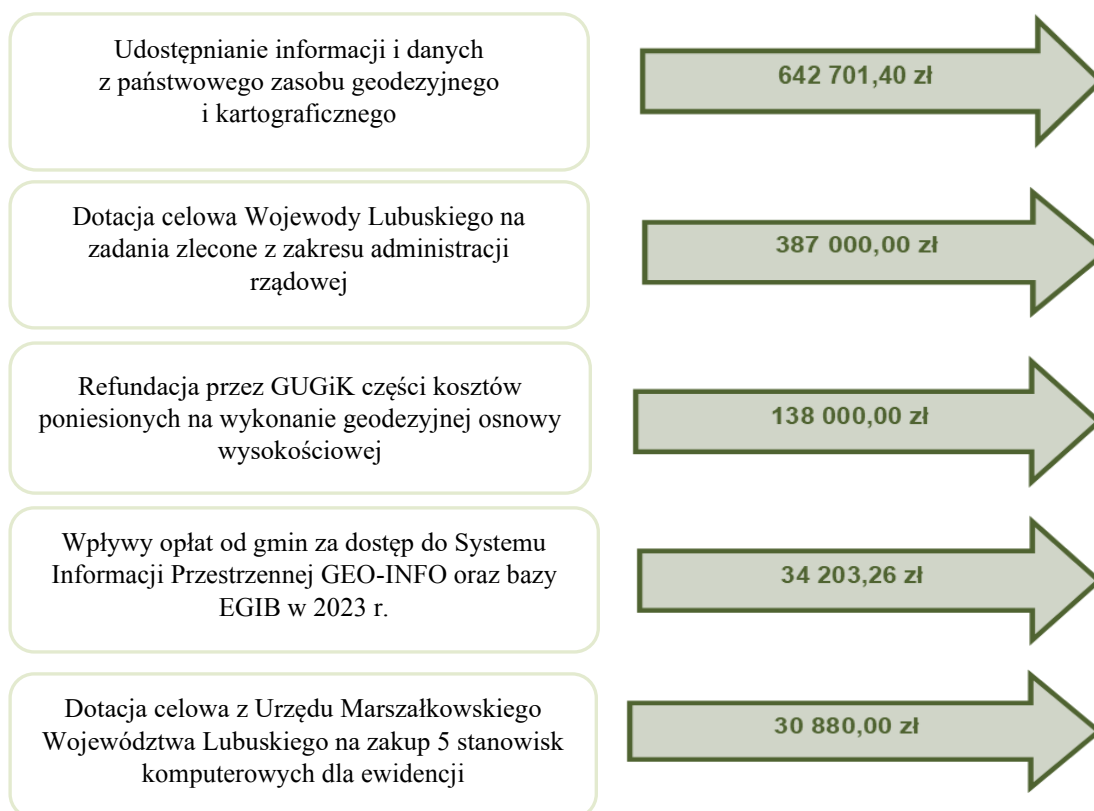 Udostępnianie informacji i danych
z państwowego zasobu geodezyjnego
i kartograficznego
642 701,40 zł
Dotacja celowa Wojewody Lubuskiego na
zadania zlecone z zakresu administracji
rządowej
387 000,00 zł
Refundacja przez GUGiK części kosztów
poniesionych na wykonanie geodezyjnej osnowy
wysokościowej
138 000,00 zł
Wpływy opłat od gmin za dostęp do Systemu
Informacji Przestrzennej GEO-INFO oraz bazy
EGIB w 2023 r.
34 203,26 zł
Dotacja celowa z Urzędu Marszałkowskiego
Województwa Lubuskiego na zakup 5 stanowisk
komputerowych dla ewidencji
30 880,00 zł